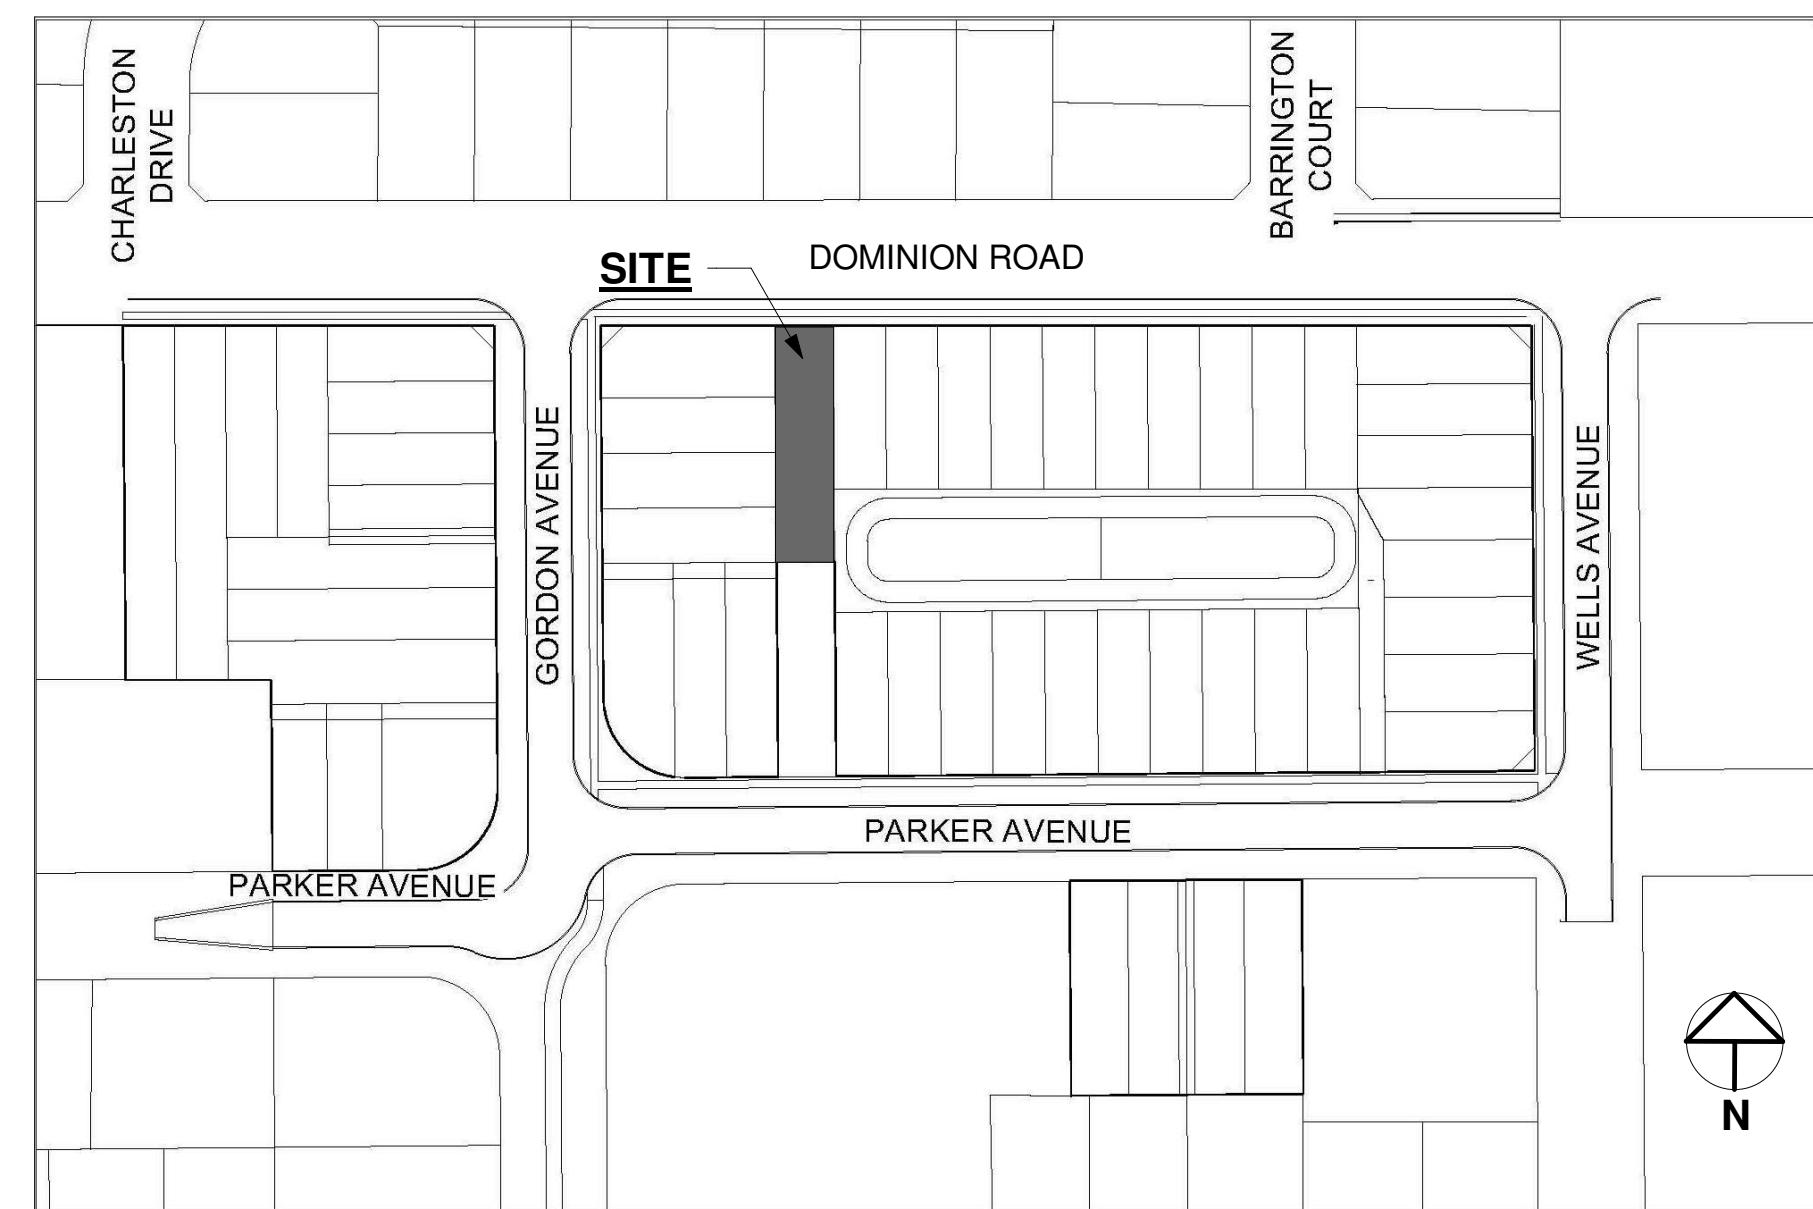 CHARLESTON
DRIVE
BARRINGTON
COURT
SITE
DOMINION ROAD
GORDON AVENUE
WELLS AVENUE
PARKER AVENUE
PARKER AVENUE
N